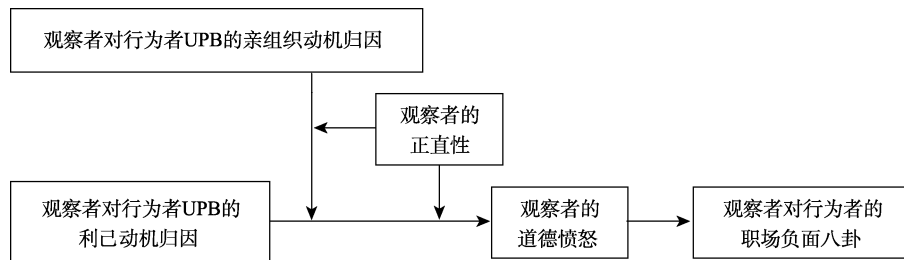 观察者对行为者UPB的亲组织动机归因
观察者的
正直性
观察者对行为者UPB的
利己动机归因
观察者的
道德愤怒
观察者对行为者的
职场负面八卦